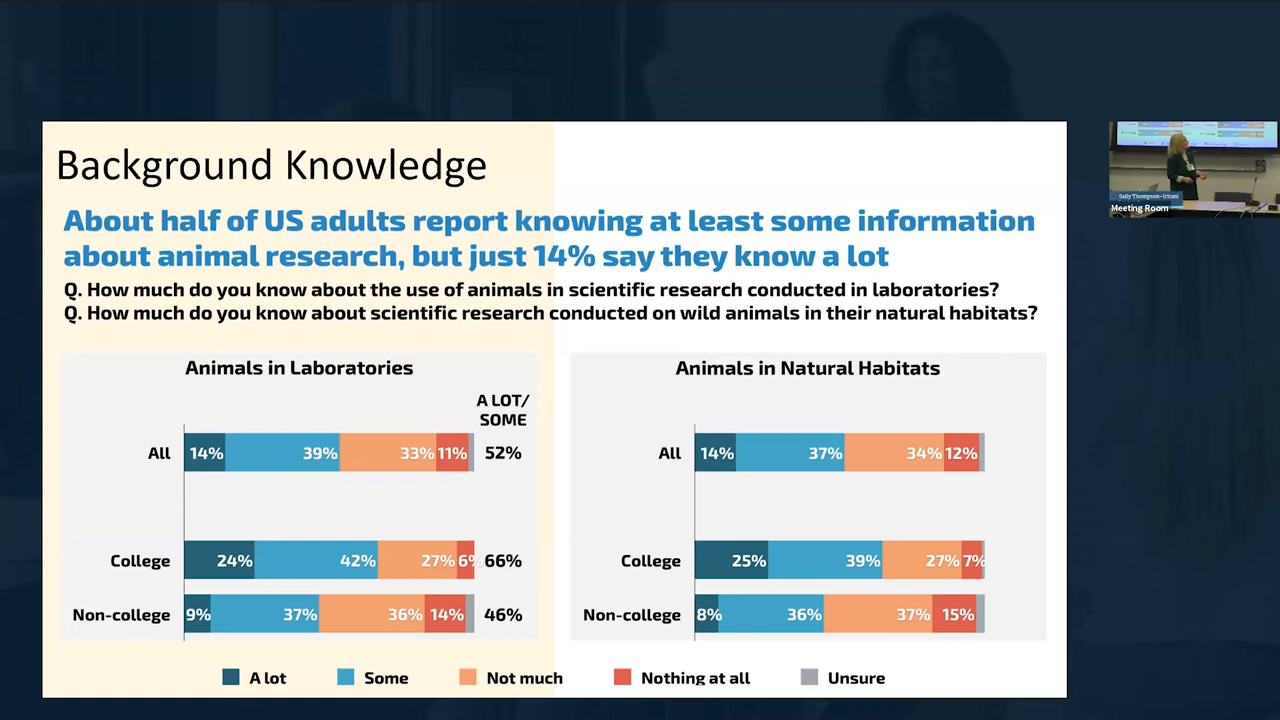 Background Knowledge
About half of US adults report knowing at least some information
about animal research, but just 14% say they know a lot
Q. How much do you know about the use of animals in scientific research conducted in laboratories?
Q. How much do you know about scientific research conducted on wild animals in their natural habitats?
Animals in Laboratories
A LOT/
SOME
All 14% 39% 33% 11% 52%
College 24% 42% 27% 6% 66%
Non-college 9% 37% 36% 14% 46%
Animals in Natural Habitats
All 14% 37% 34% 12%
College 25% 39% 27% 7%
Non-college 8% 36% 37% 15%
A lot Some Not much Nothing at all Unsure
Sally Thompson-Iritani
Meeting Room